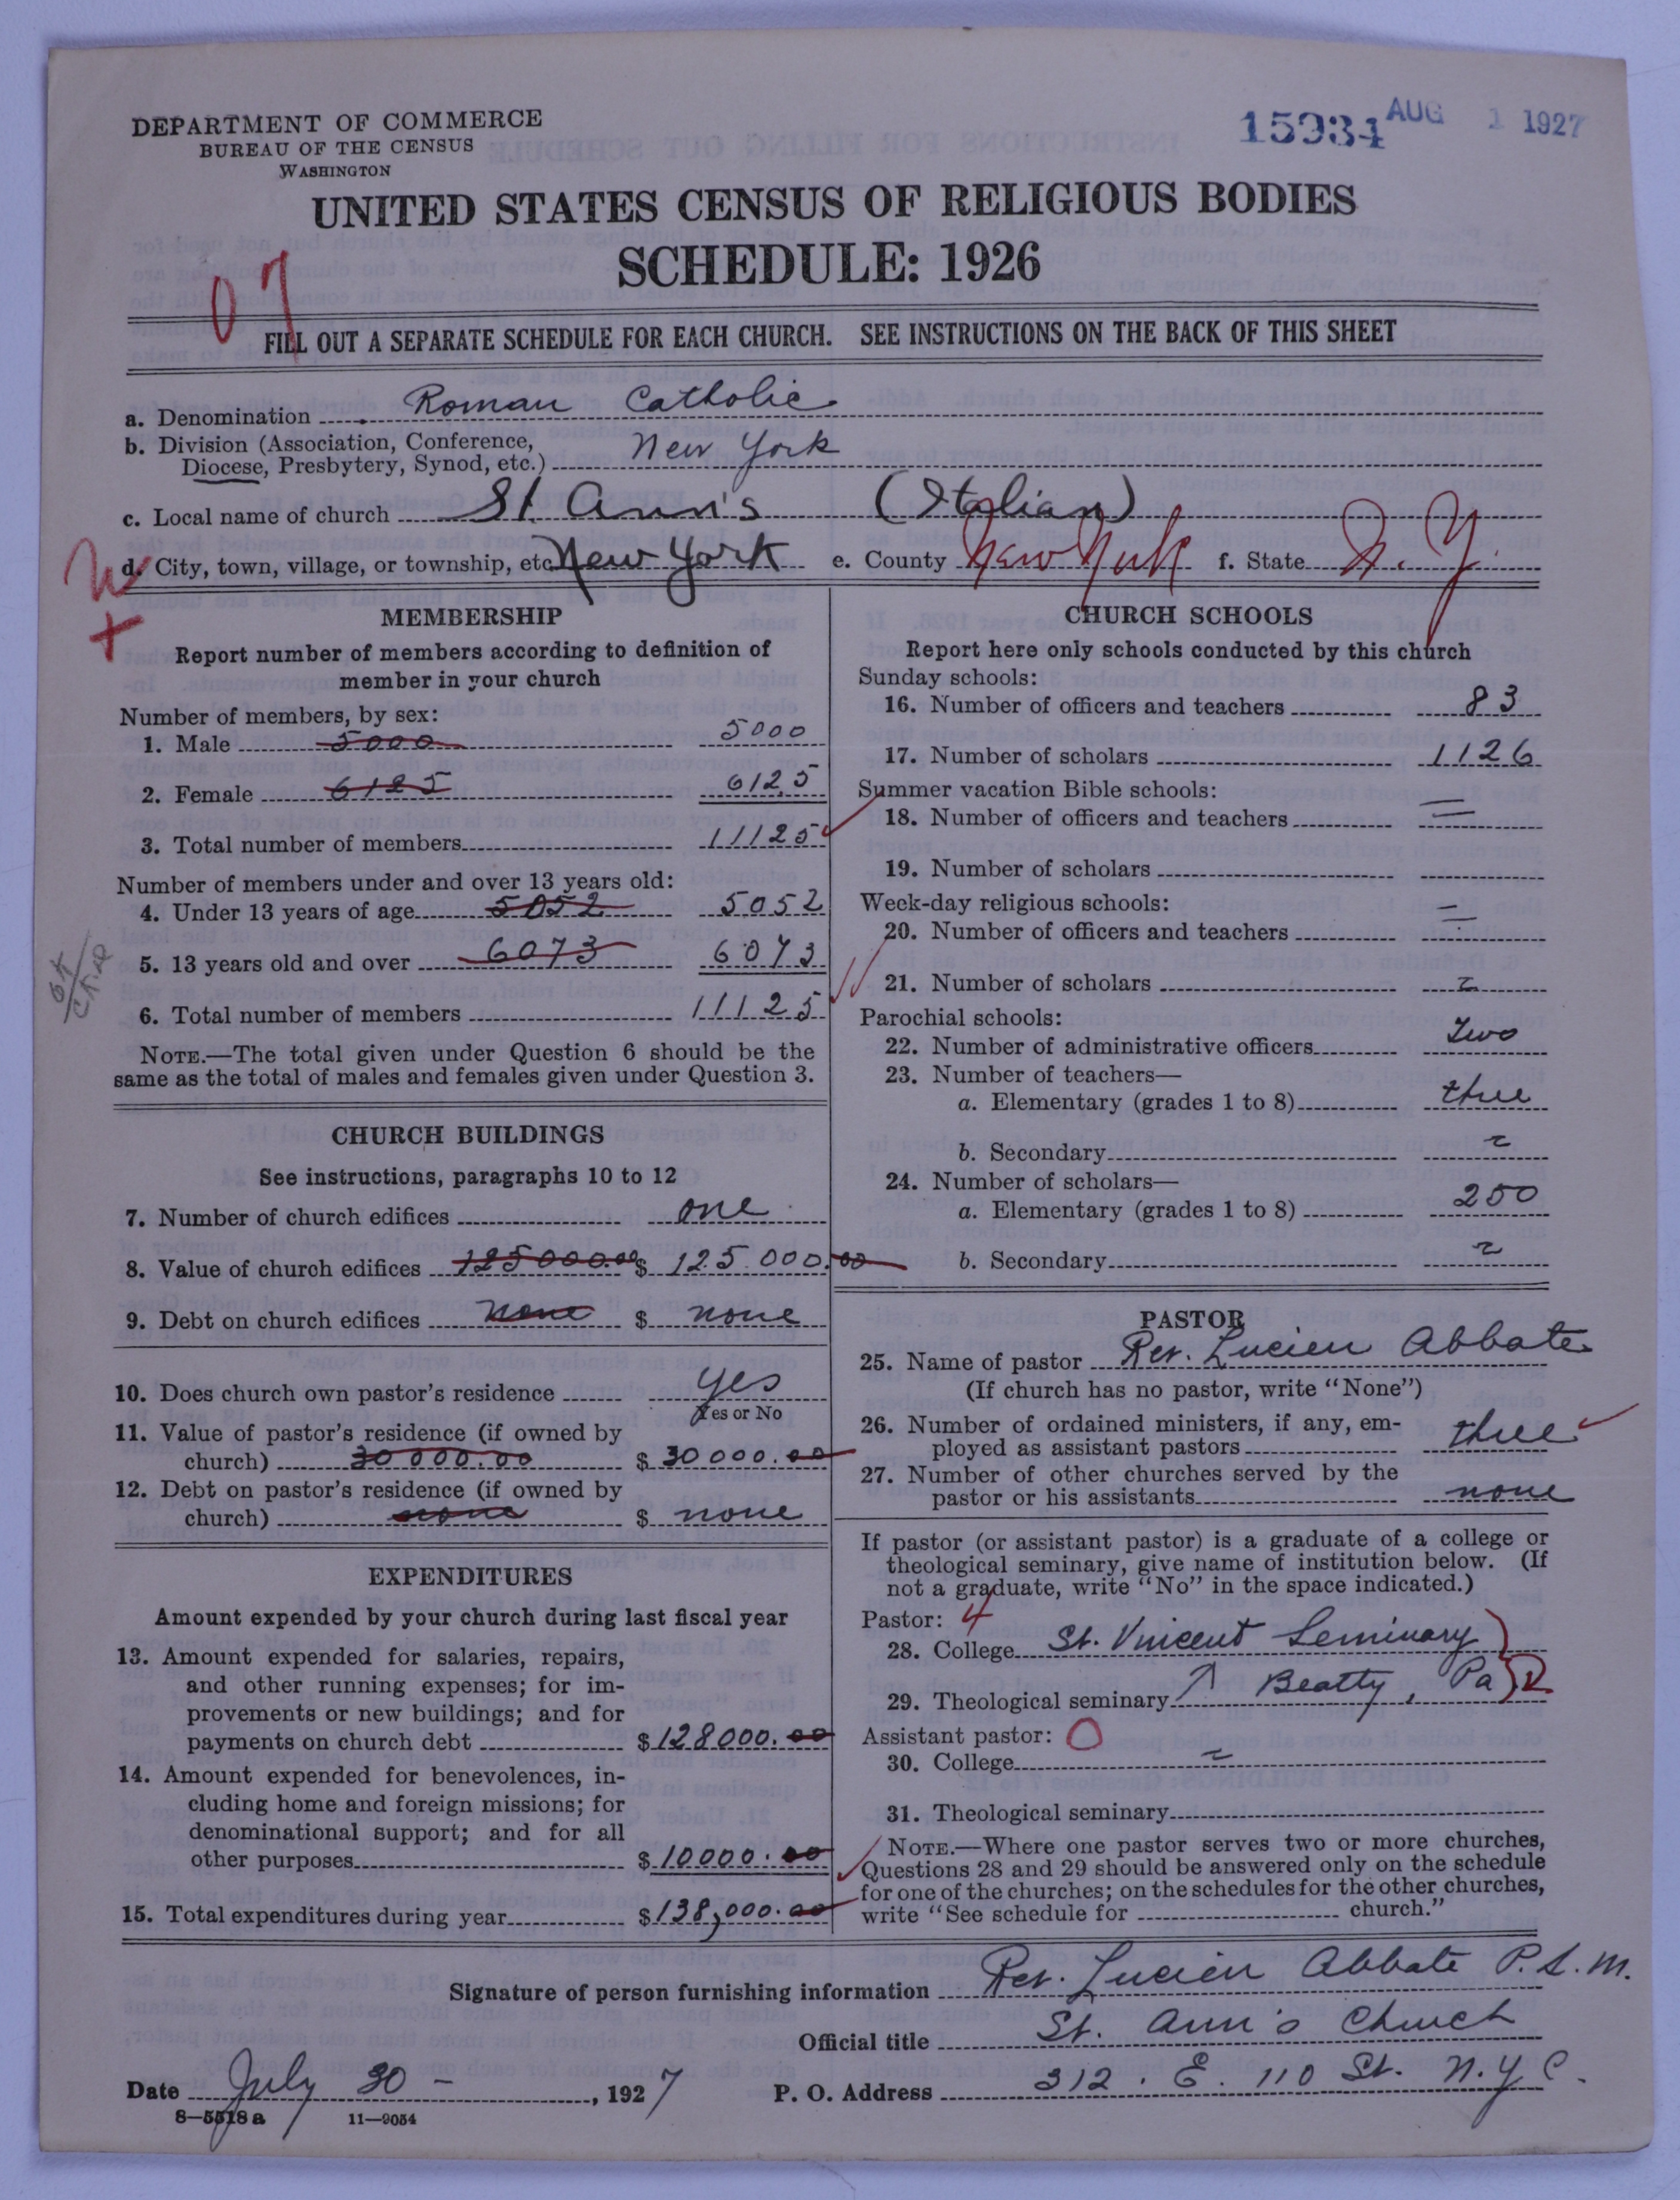 DEPARTMENT OF COMMERCE
BUREAU OF THE CENSUS
WASHINGTON
15934 AUG 1 1927
UNITED STATES CENSUS OF RELIGIOUS BODIES
SCHEDULE: 1926
07
FILL OUT A SEPARATE SCHEDULE FOR EACH CHURCH. SEE INSTRUCTIONS ON THE BACK OF THIS SHEET
a. Denomination Roman Catholic
b. Division (Association, Conference,
Diocese, Presbytery, Synod, etc.) New York
c. Local name of church St. Ann's (Italian)
d. City, town, village, or township, etc. New York e. County New York f. State N. Y.
MEMBERSHIP
Report number of members according to definition of
member in your church
Number of members, by sex:
1. Male 5000 5000
2. Female 6125 6125
3. Total number of members 11125
Number of members under and over 13 years old:
4. Under 13 years of age 5052 5052
5. 13 years old and over 6073 6073
6. Total number of members 11125
NOTE.—The total given under Question 6 should be the
same as the total of males and females given under Question 3.
CHURCH BUILDINGS
See instructions, paragraphs 10 to 12
7. Number of church edifices one
8. Value of church edifices 125000.00 $ 125.000.00
9. Debt on church edifices none $ none
10. Does church own pastor's residence yes
Yes or No
11. Value of pastor's residence (if owned by
church) 30000.00 $ 30000.00
12. Debt on pastor's residence (if owned by
church) none $ none
EXPENDITURES
Amount expended by your church during last fiscal year
13. Amount expended for salaries, repairs,
and other running expenses; for im-
provements or new buildings; and for
payments on church debt $ 128000.00
14. Amount expended for benevolences, in-
cluding home and foreign missions; for
denominational support; and for all
other purposes $ 10000.00
15. Total expenditures during year $ 138,000.00
CHURCH SCHOOLS
Report here only schools conducted by this church
Sunday schools:
16. Number of officers and teachers 83
17. Number of scholars 1126
Summer vacation Bible schools:
18. Number of officers and teachers
19. Number of scholars
Week-day religious schools:
20. Number of officers and teachers
21. Number of scholars
Parochial schools:
22. Number of administrative officers two
23. Number of teachers—
a. Elementary (grades 1 to 8) three
b. Secondary
24. Number of scholars—
a. Elementary (grades 1 to 8) 250
b. Secondary
PASTOR
25. Name of pastor Rev. Lucien Abbate
(If church has no pastor, write "None")
26. Number of ordained ministers, if any, em-
ployed as assistant pastors three
27. Number of other churches served by the
pastor or his assistants none
If pastor (or assistant pastor) is a graduate of a college or
theological seminary, give name of institution below. (If
not a graduate, write "No" in the space indicated.)
Pastor: 4
28. College St. Vincent Seminary
29. Theological seminary Beatty, Pa
Assistant pastor: 0
30. College
31. Theological seminary
NOTE.—Where one pastor serves two or more churches,
Questions 28 and 29 should be answered only on the schedule
for one of the churches; on the schedules for the other churches,
write "See schedule for church."
Signature of person furnishing information Rev. Lucien Abbate P.S.M.
Official title St. Ann's Church
Date July 30 - , 1927 P. O. Address 312. E. 110 St. N.Y C.
8—5518 a 11—9054